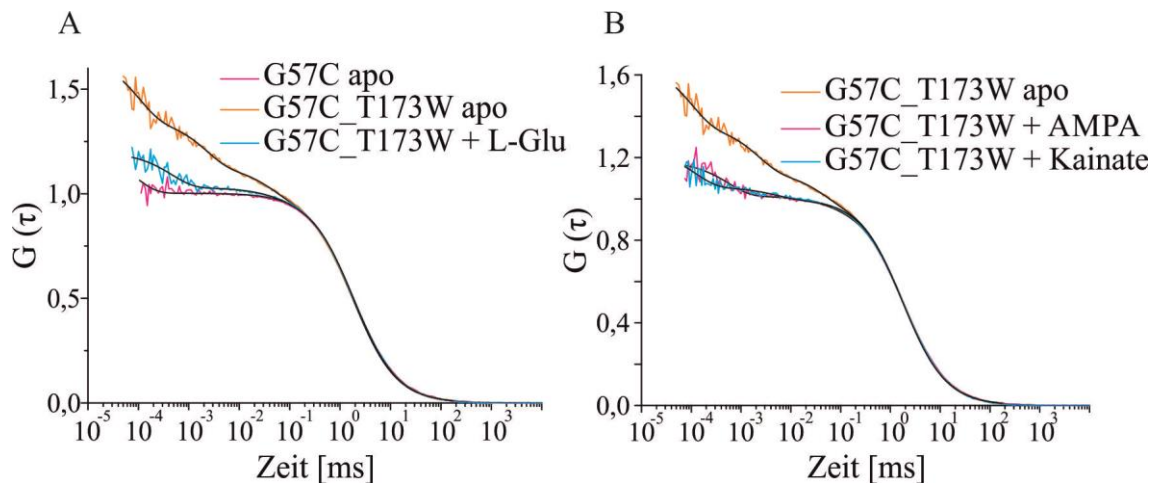 A
G57C apo
G57C_T173W apo
G57C_T173W + L-Glu
1,5
1,0
0,5
0,0
G (τ)
10-5 10-4 10-3 10-2 10-1 100 101 102 103
Zeit [ms]
B
G57C_T173W apo
G57C_T173W + AMPA
G57C_T173W + Kainate
1,6
1,2
0,8
0,4
0,0
G (τ)
10-5 10-4 10-3 10-2 10-1 100 101 102 103
Zeit [ms]